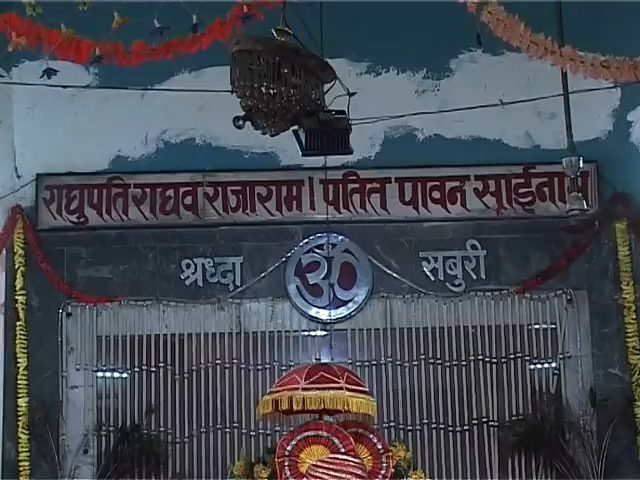 रघुपति राघव राजाराम। पतित पावन साईनाम
श्रध्दा ॐ सबुरी